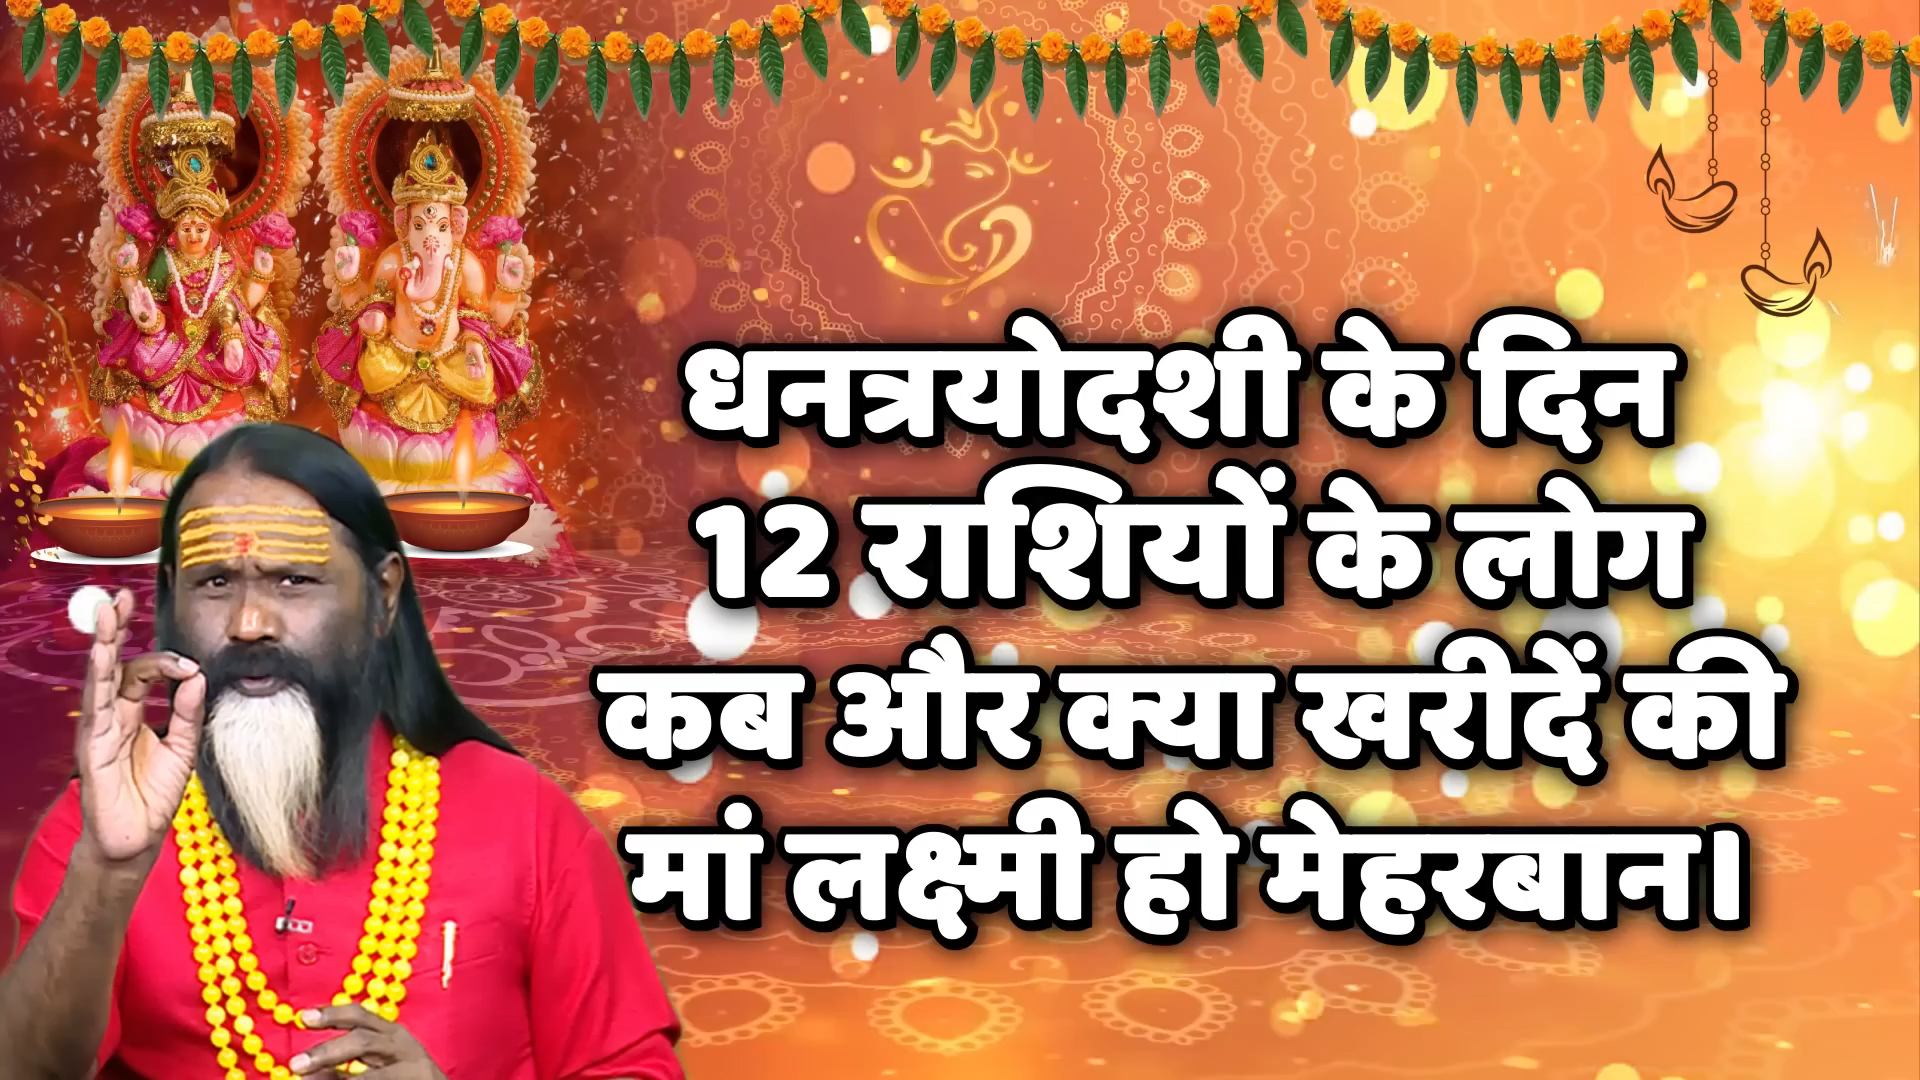 धनत्रयोदशी के दिन
12 राशियों के लोग
कब और क्या खरीदें की
मां लक्ष्मी हो मेहरबान।